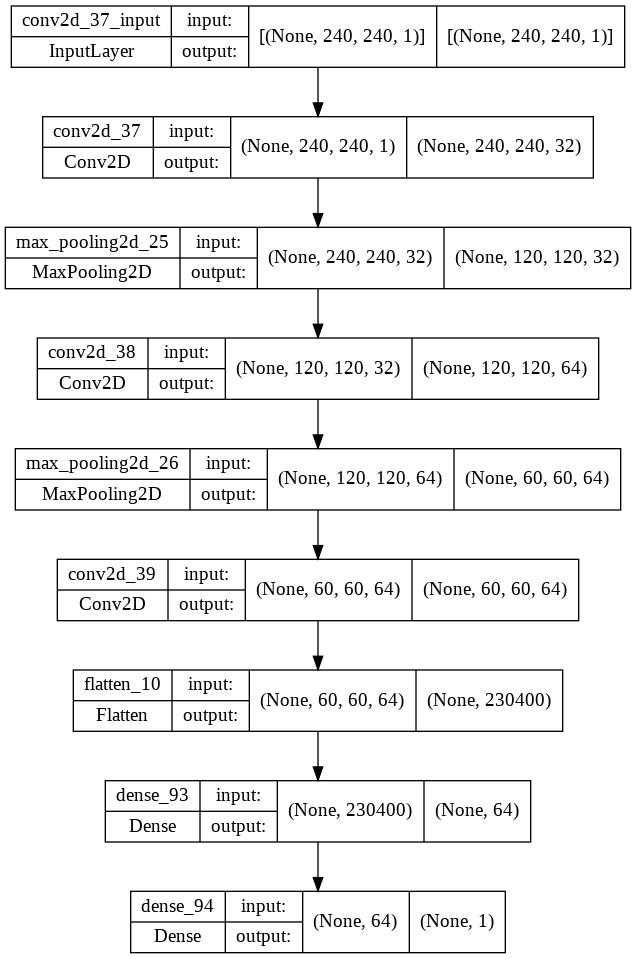 conv2d_37_input input: [(None, 240, 240, 1)] [(None, 240, 240, 1)]
InputLayer output:
conv2d_37 input: (None, 240, 240, 1) (None, 240, 240, 32)
Conv2D output:
max_pooling2d_25 input: (None, 240, 240, 32) (None, 120, 120, 32)
MaxPooling2D output:
conv2d_38 input: (None, 120, 120, 32) (None, 120, 120, 64)
Conv2D output:
max_pooling2d_26 input: (None, 120, 120, 64) (None, 60, 60, 64)
MaxPooling2D output:
conv2d_39 input: (None, 60, 60, 64) (None, 60, 60, 64)
Conv2D output:
flatten_10 input: (None, 60, 60, 64) (None, 230400)
Flatten output:
dense_93 input: (None, 230400) (None, 64)
Dense output:
dense_94 input: (None, 64) (None, 1)
Dense output: